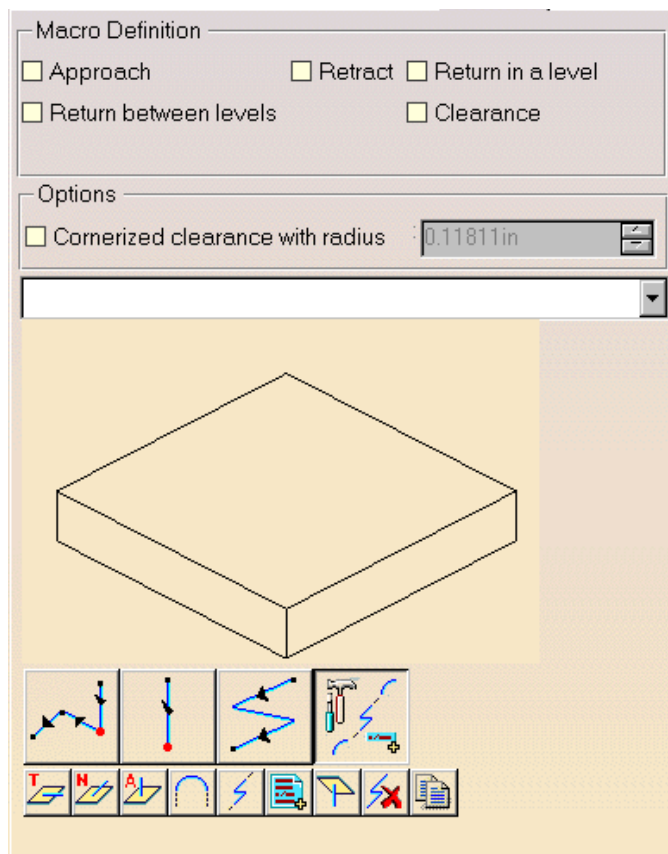 Macro Definition
Approach Retract Return in a level
Return between levels Clearance
Options
Cornerized clearance with radius : 0.11811in
T N A